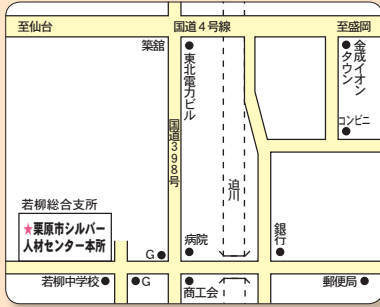 至仙台
国道4号線
至盛岡
築舘
東北電力ビル
金成イオン
タウン
コンビニ
国道398号
迫川
若柳総合支所
★栗原市シルバー
人材センター本所
G
病院
銀行
若柳中学校
G
商工会
郵便局